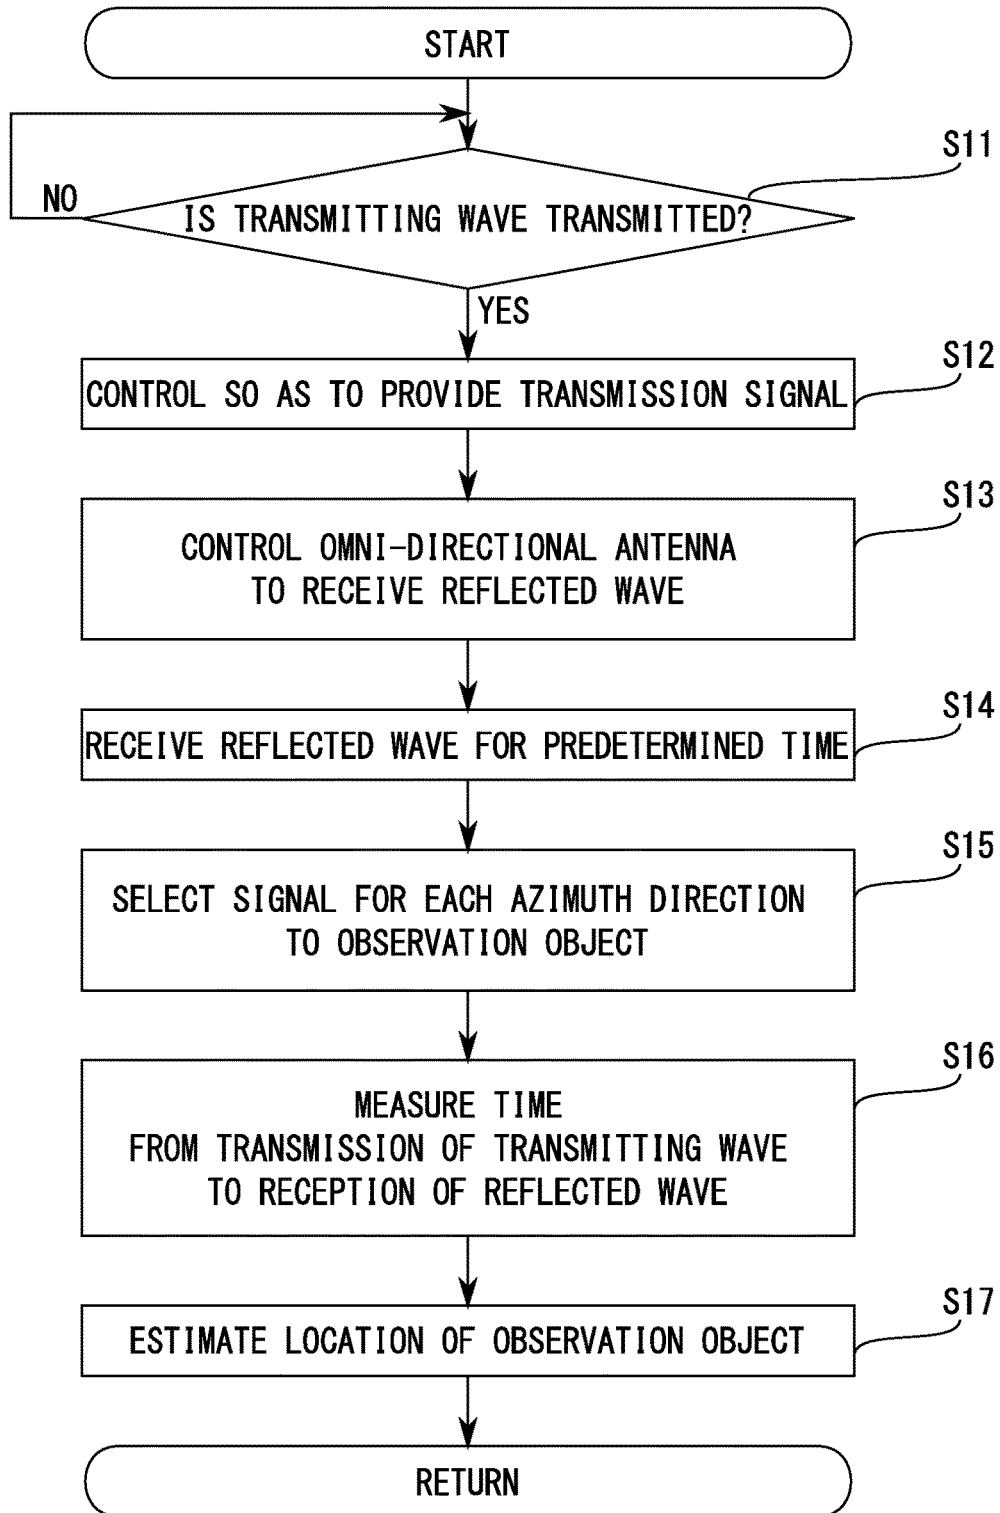 START
S11
NO
IS TRANSMITTING WAVE TRANSMITTED?
YES
S12
CONTROL SO AS TO PROVIDE TRANSMISSION SIGNAL
S13
CONTROL OMNI-DIRECTIONAL ANTENNA
TO RECEIVE REFLECTED WAVE
S14
RECEIVE REFLECTED WAVE FOR PREDETERMINED TIME
S15
SELECT SIGNAL FOR EACH AZIMUTH DIRECTION
TO OBSERVATION OBJECT
S16
MEASURE TIME
FROM TRANSMISSION OF TRANSMITTING WAVE
TO RECEPTION OF REFLECTED WAVE
S17
ESTIMATE LOCATION OF OBSERVATION OBJECT
RETURN